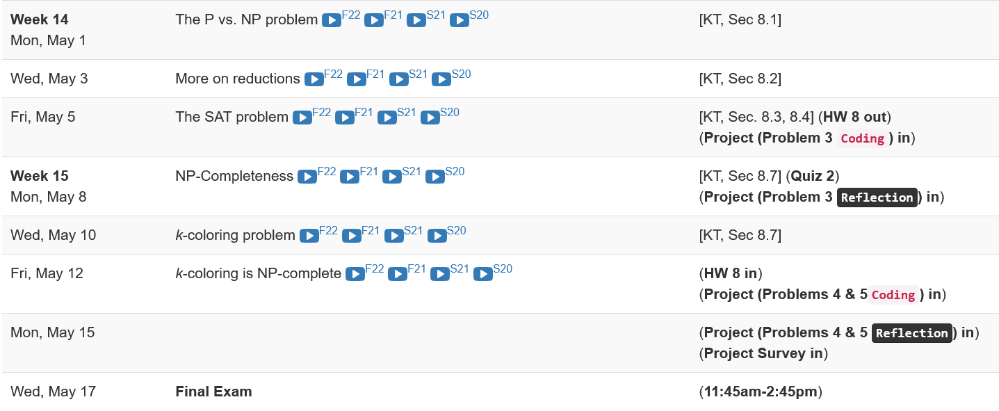 Week 14
Mon, May 1
The P vs. NP problem F22 F21 S21 S20
[KT, Sec 8.1]
Wed, May 3
More on reductions F22 F21 S21 S20
[KT, Sec 8.2]
Fri, May 5
The SAT problem F22 F21 S21 S20
[KT, Sec. 8.3, 8.4] (HW 8 out)
(Project (Problem 3 Coding ) in)
Week 15
Mon, May 8
NP-Completeness F22 F21 S21 S20
[KT, Sec 8.7] (Quiz 2)
(Project (Problem 3 Reflection) in)
Wed, May 10
k-coloring problem F22 F21 S21 S20
[KT, Sec 8.7]
Fri, May 12
k-coloring is NP-complete F22 F21 S21 S20
(HW 8 in)
(Project (Problems 4 & 5 Coding ) in)
Mon, May 15
(Project (Problems 4 & 5 Reflection) in)
(Project Survey in)
Wed, May 17
Final Exam
(11:45am-2:45pm)